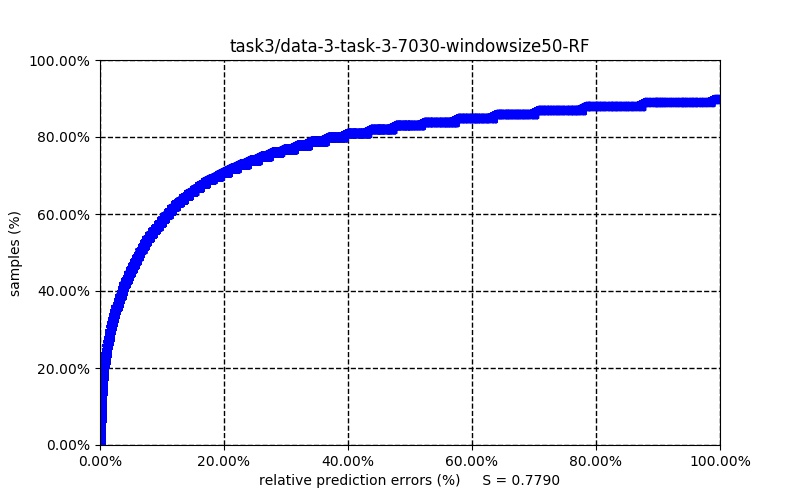 task3/data-3-task-3-7030-windowsize50-RF
100.00%
80.00%
60.00%
40.00%
20.00%
0.00%
samples (%)
0.00% 20.00% 40.00% 60.00% 80.00% 100.00%
relative prediction errors (%) S = 0.7790